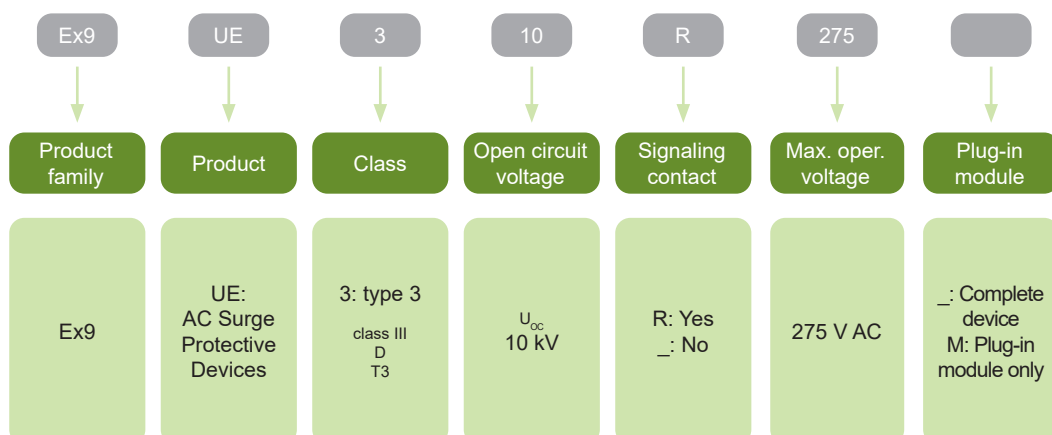 Ex9
UE
3
10
R
275
Product
family
Product
Class
Open circuit
voltage
Signaling
contact
Max. oper.
voltage
Plug-in
module
Ex9
UE:
AC Surge
Protective
Devices
3: type 3
class III
D
T3
Uoc
10 kV
R: Yes
_: No
275 V AC
_: Complete
device
M: Plug-in
module only